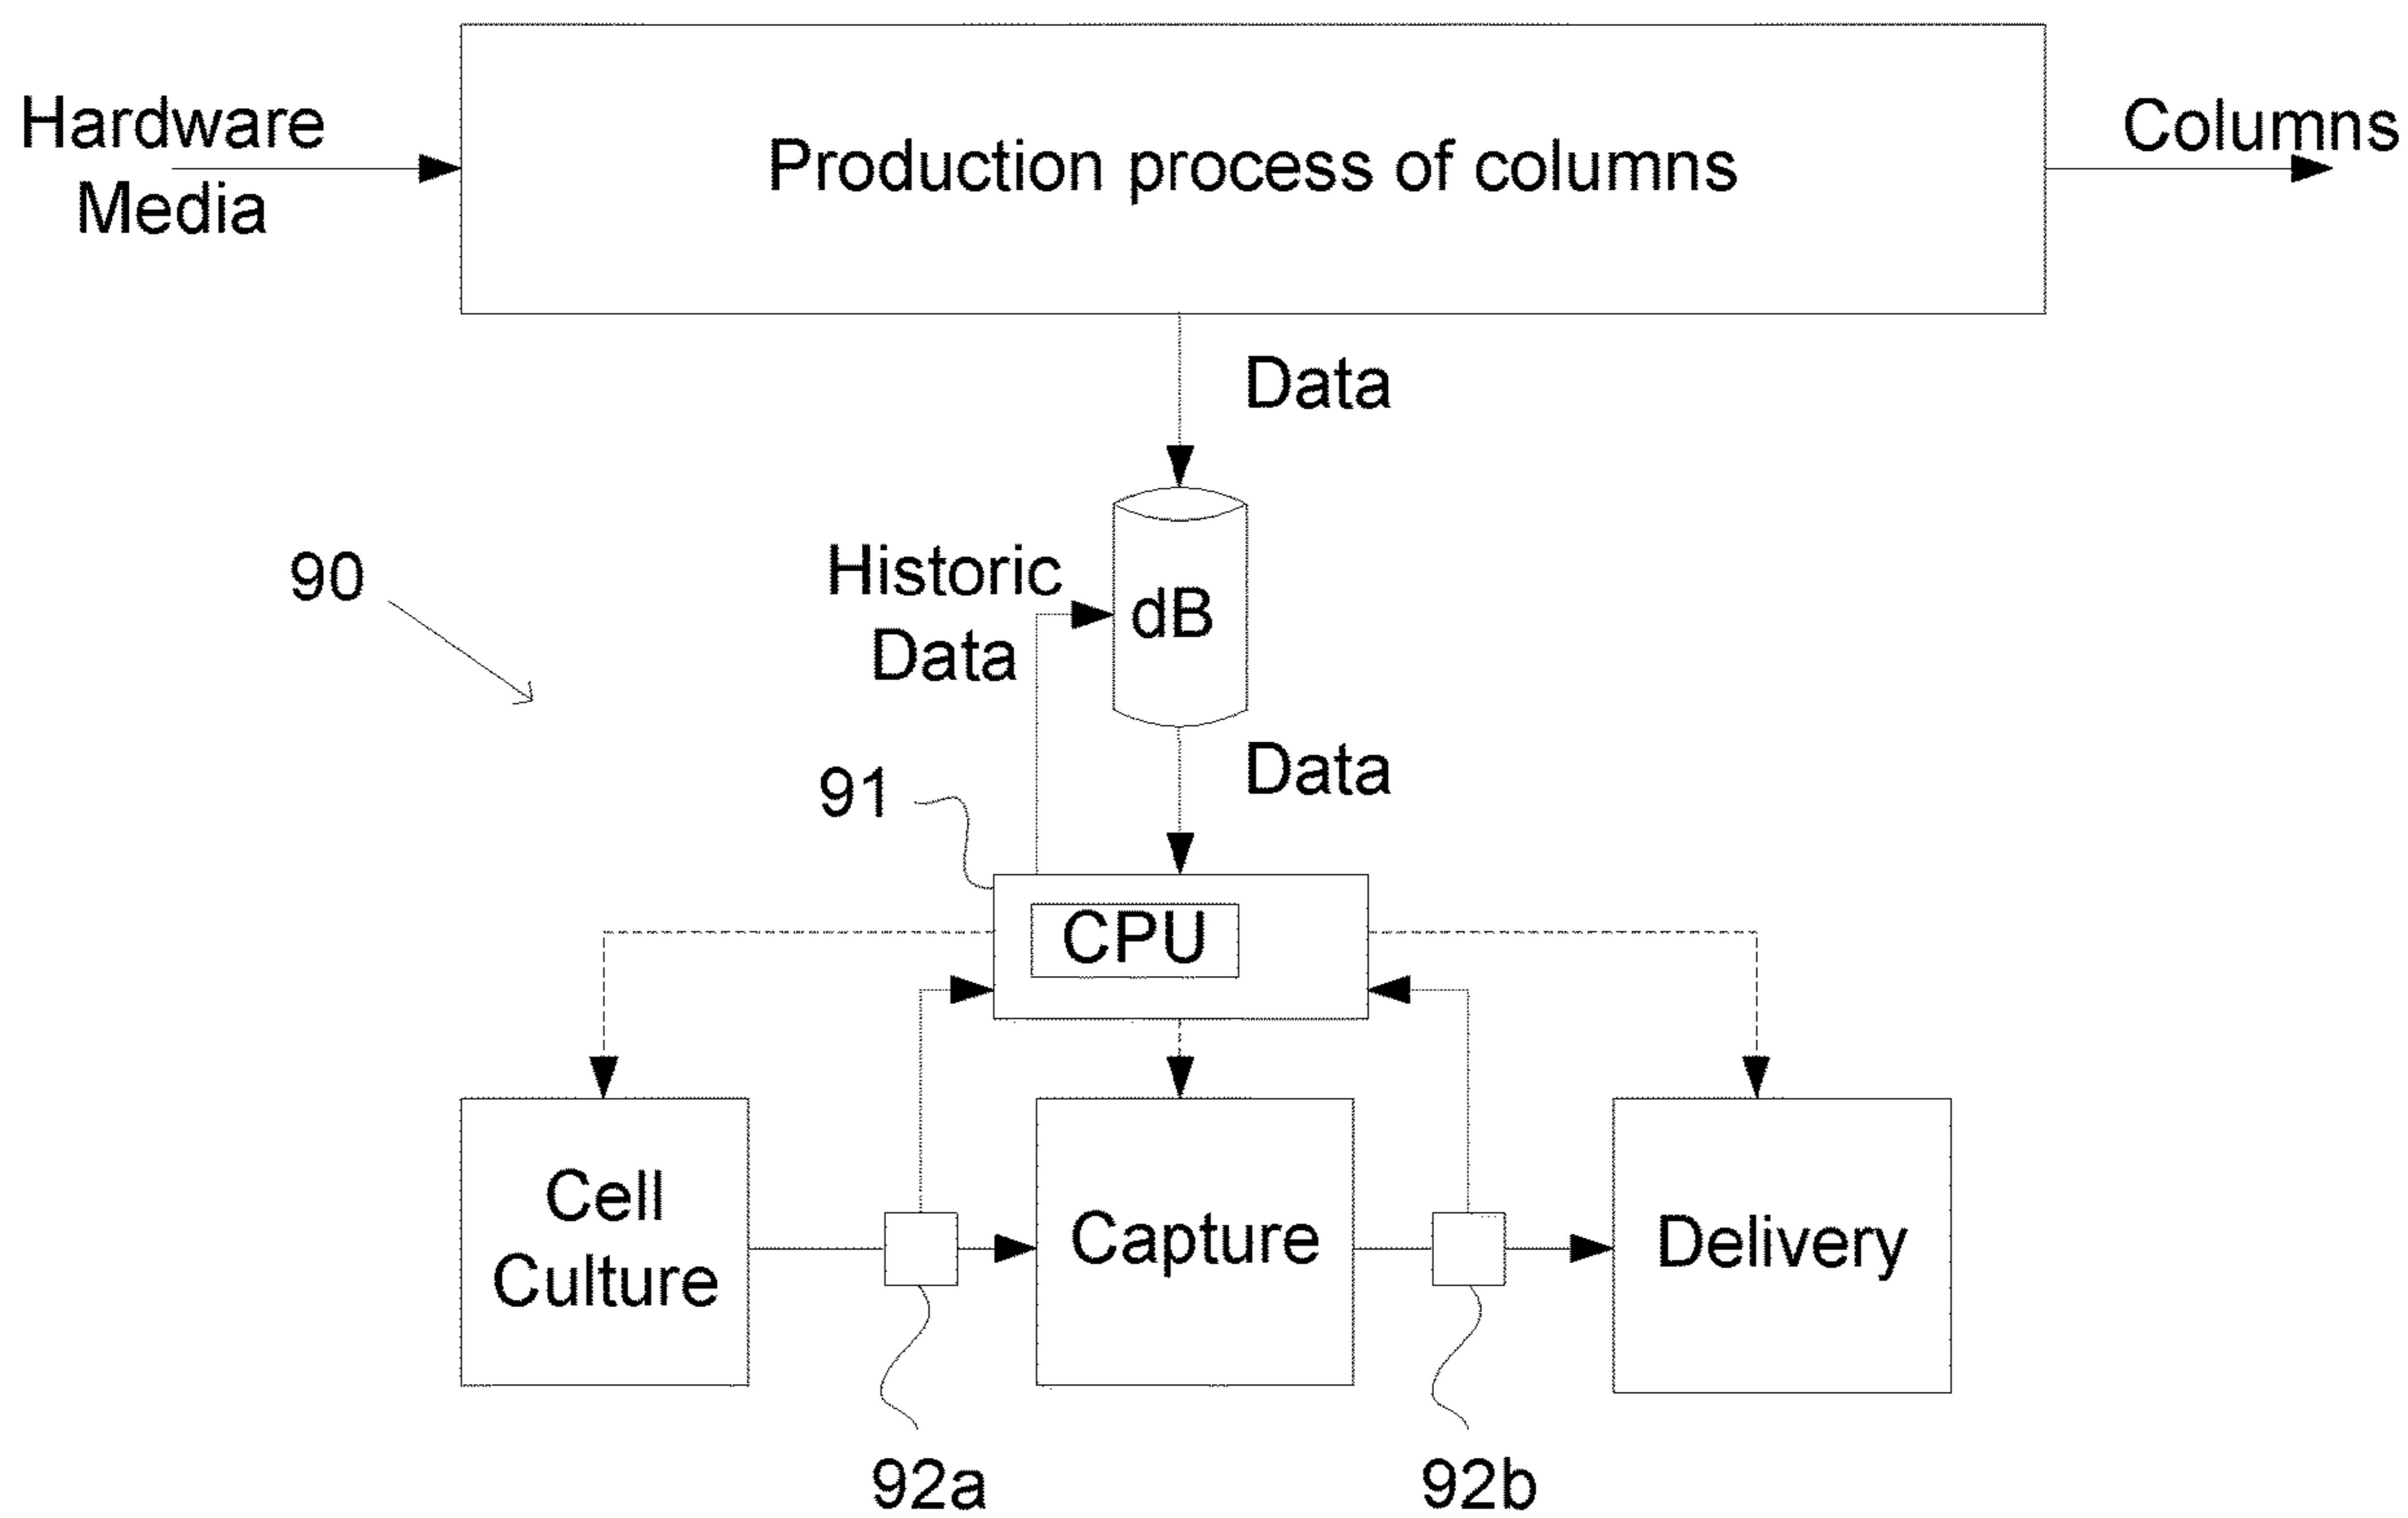 Hardware
Media
Production process of columns
Columns
Data
90
Historic
Data
dB
91
Data
CPU
Cell
Culture
Capture
Delivery
92a
92b